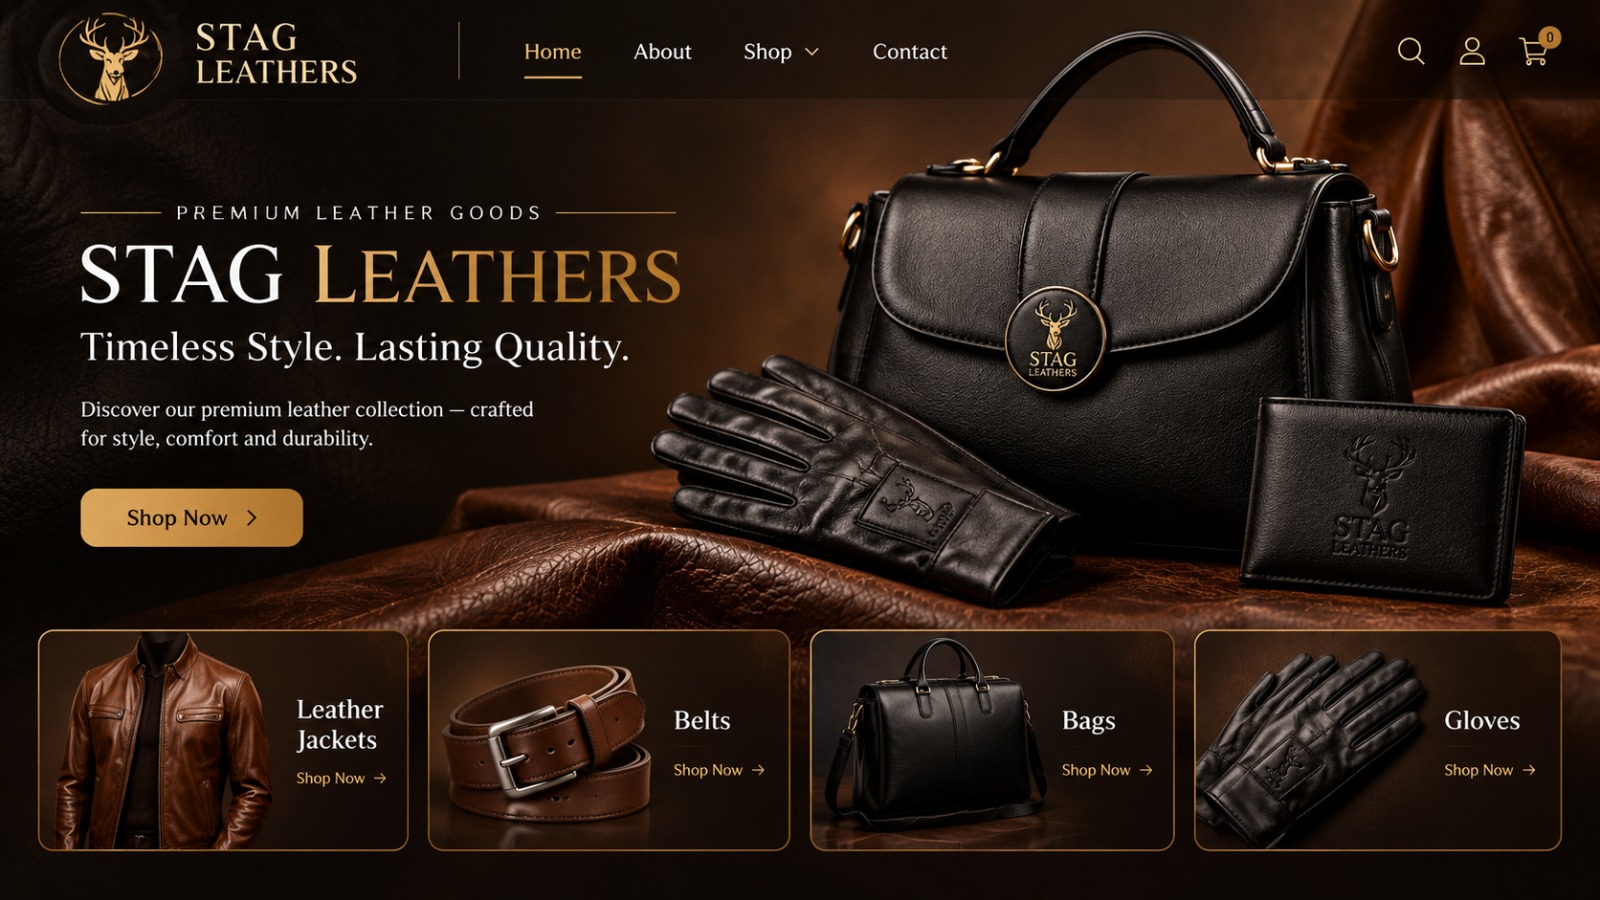 STAG
LEATHERS
Home
About
Shop
Contact
0
PREMIUM LEATHER GOODS
STAG LEATHERS
Timeless Style. Lasting Quality.
Discover our premium leather collection — crafted
for style, comfort and durability.
Shop Now
STAG
LEATHERS
STAG
LEATHERS
Leather
Jackets
Shop Now
Belts
Shop Now
Bags
Shop Now
Gloves
Shop Now